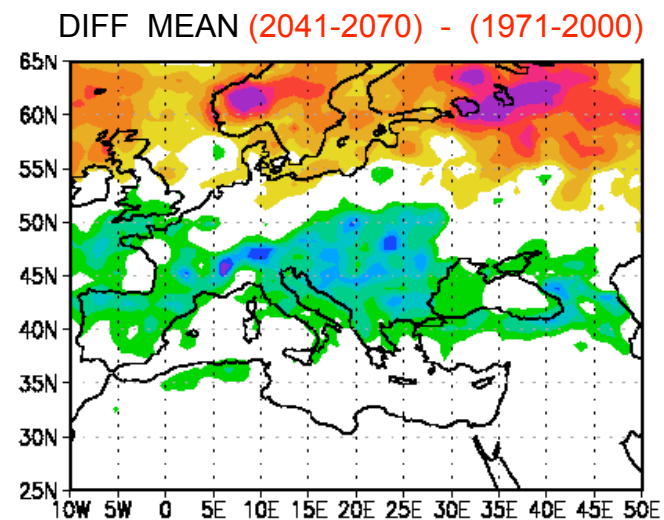 DIFF MEAN (2041-2070) - (1971-2000)
65N
60N
55N
50N
45N
40N
35N
30N
25N
10W 5W 0 5E 10E 15E 20E 25E 30E 35E 40E 45E 50E